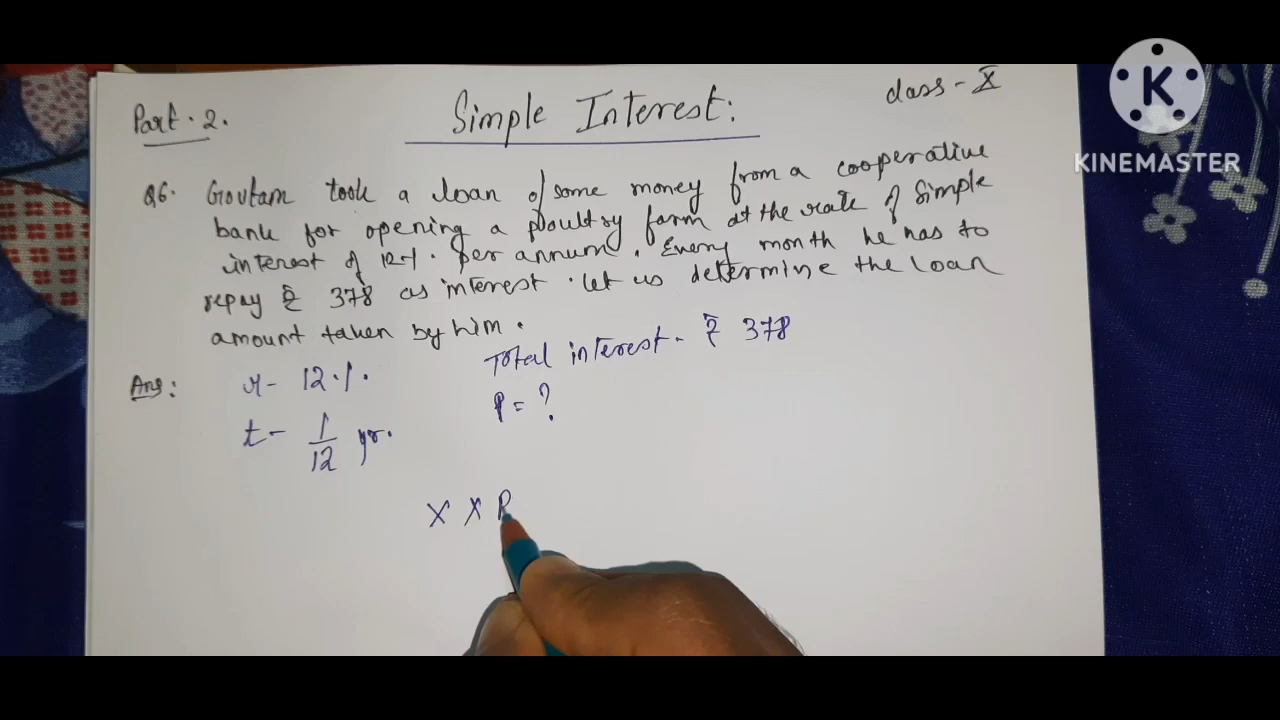 Part. 2.
Simple Interest:
class - X
K
KINEMASTER
Q6. Goutam took a loan of some money from a cooperative
bank for opening a poultry farm at the rate of simple
interest of 12%. per annum. Every month he has to
repay ₹ 378 as interest. let us determine the loan
amount taken by him.
Ans: r - 12%. Total interest - ₹ 378
t - 1/12 yr. P = ?
X X R